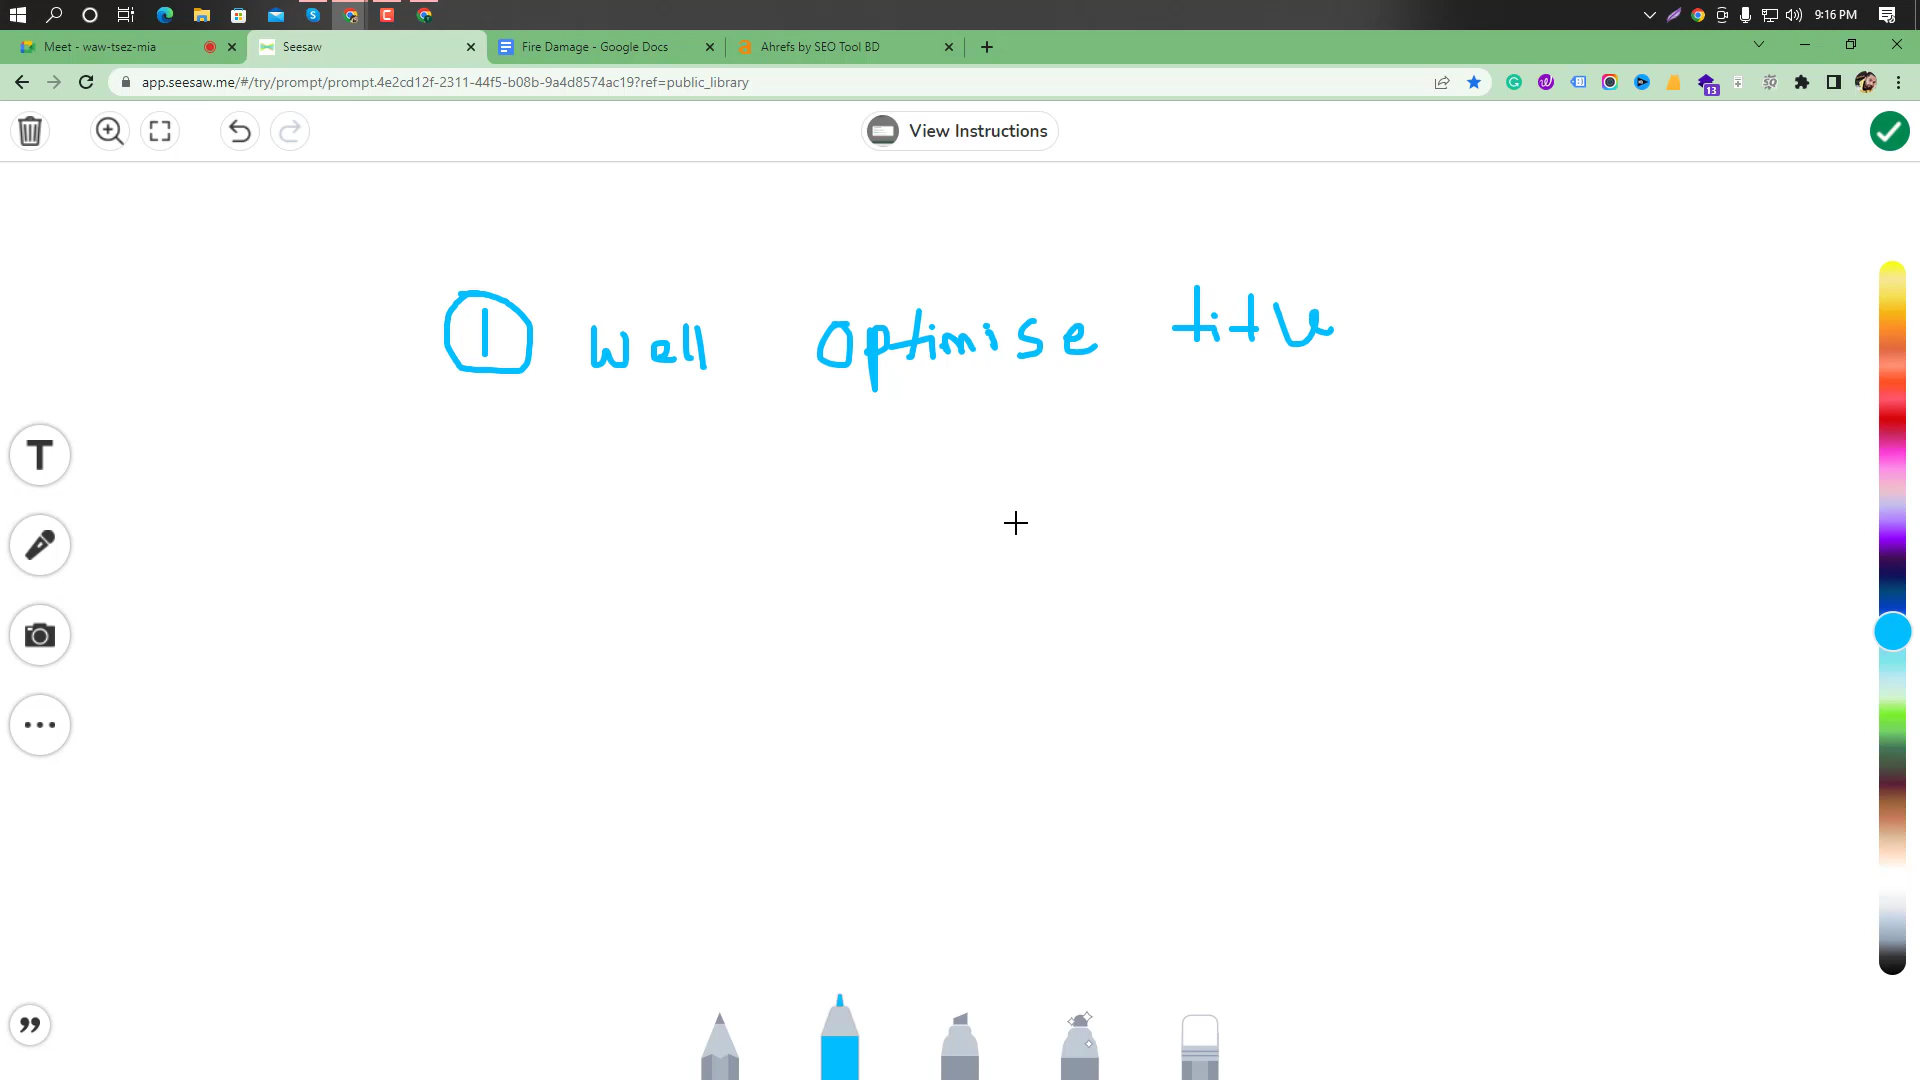 9:16 PM
Meet - waw-tsez-mia
Seesaw
Fire Damage - Google Docs
Ahrefs by SEO Tool BD
app.seesaw.me/#/try/prompt/prompt.4e2cd12f-2311-44f5-b08b-9a4d8574ac19?ref=public_library
13
View Instructions
1 Well Optimise title
T